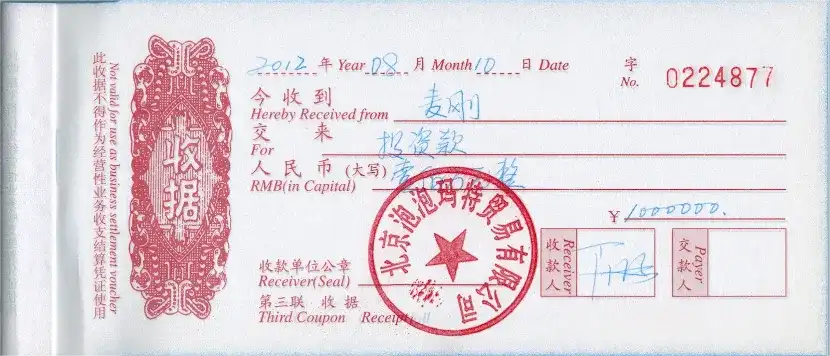 此收据不得作为经营性业务收支结算凭证使用
Not valid for use as business settlement voucher
收据
2012 年 Year 08 月 Month 10 日 Date
字 No. 0224877
今收到 Hereby Received from 麦刚
交来 For 投资款
人民币 (大写) RMB(in Capital) 整
¥ 1000000.
收款单位公章 Receiver(Seal)
北京泡泡玛特贸易有限公司
收款人 Receiver
交款人 Payer
第三联 收据
Third Coupon Receipt